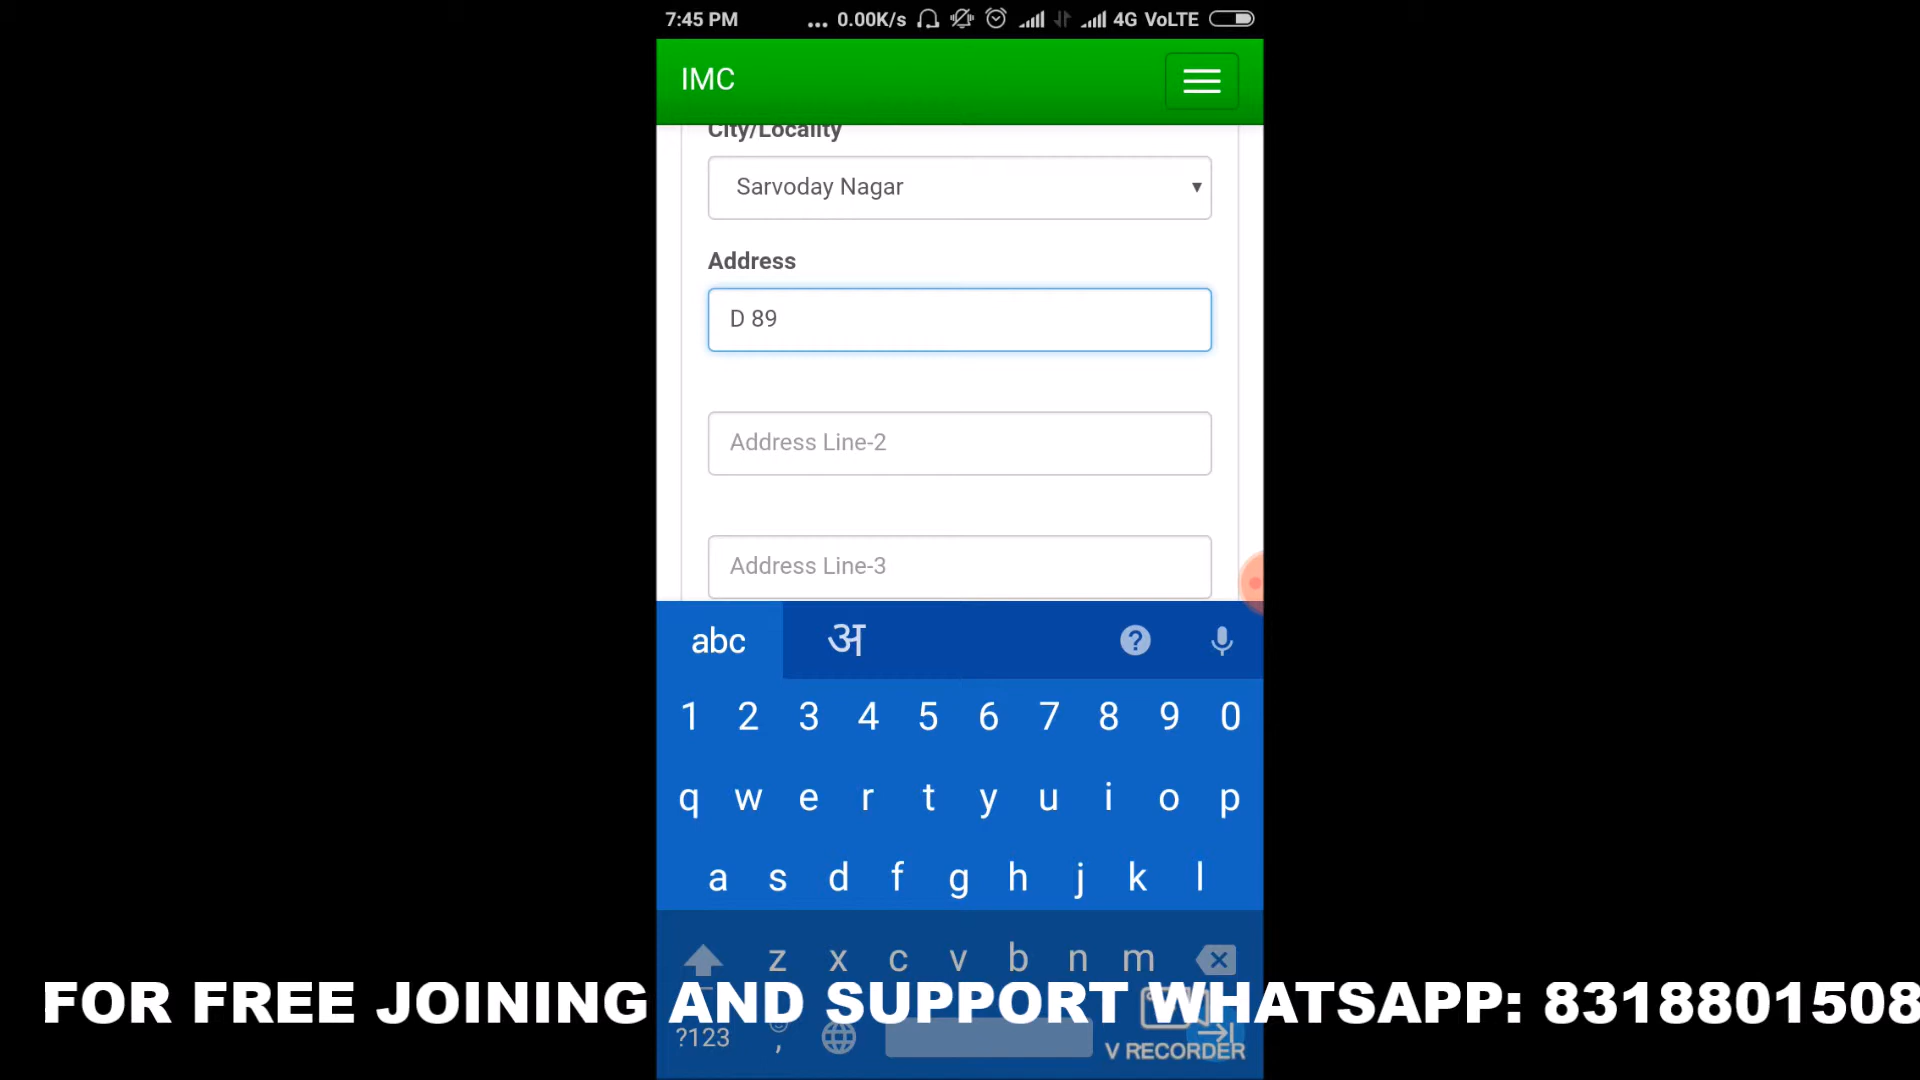 7:45 PM ... 0.00K/s 4G VoLTE
IMC
City/Locality
Sarvoday Nagar
Address
D 89
Address Line-2
Address Line-3
abc अ ?
1 2 3 4 5 6 7 8 9 0
q w e r t y u i o p
a s d f g h j k l
z x c v b n m
FOR FREE JOINING AND SUPPORT WHATSAPP: 8318801508
?123 ,
V RECORDER